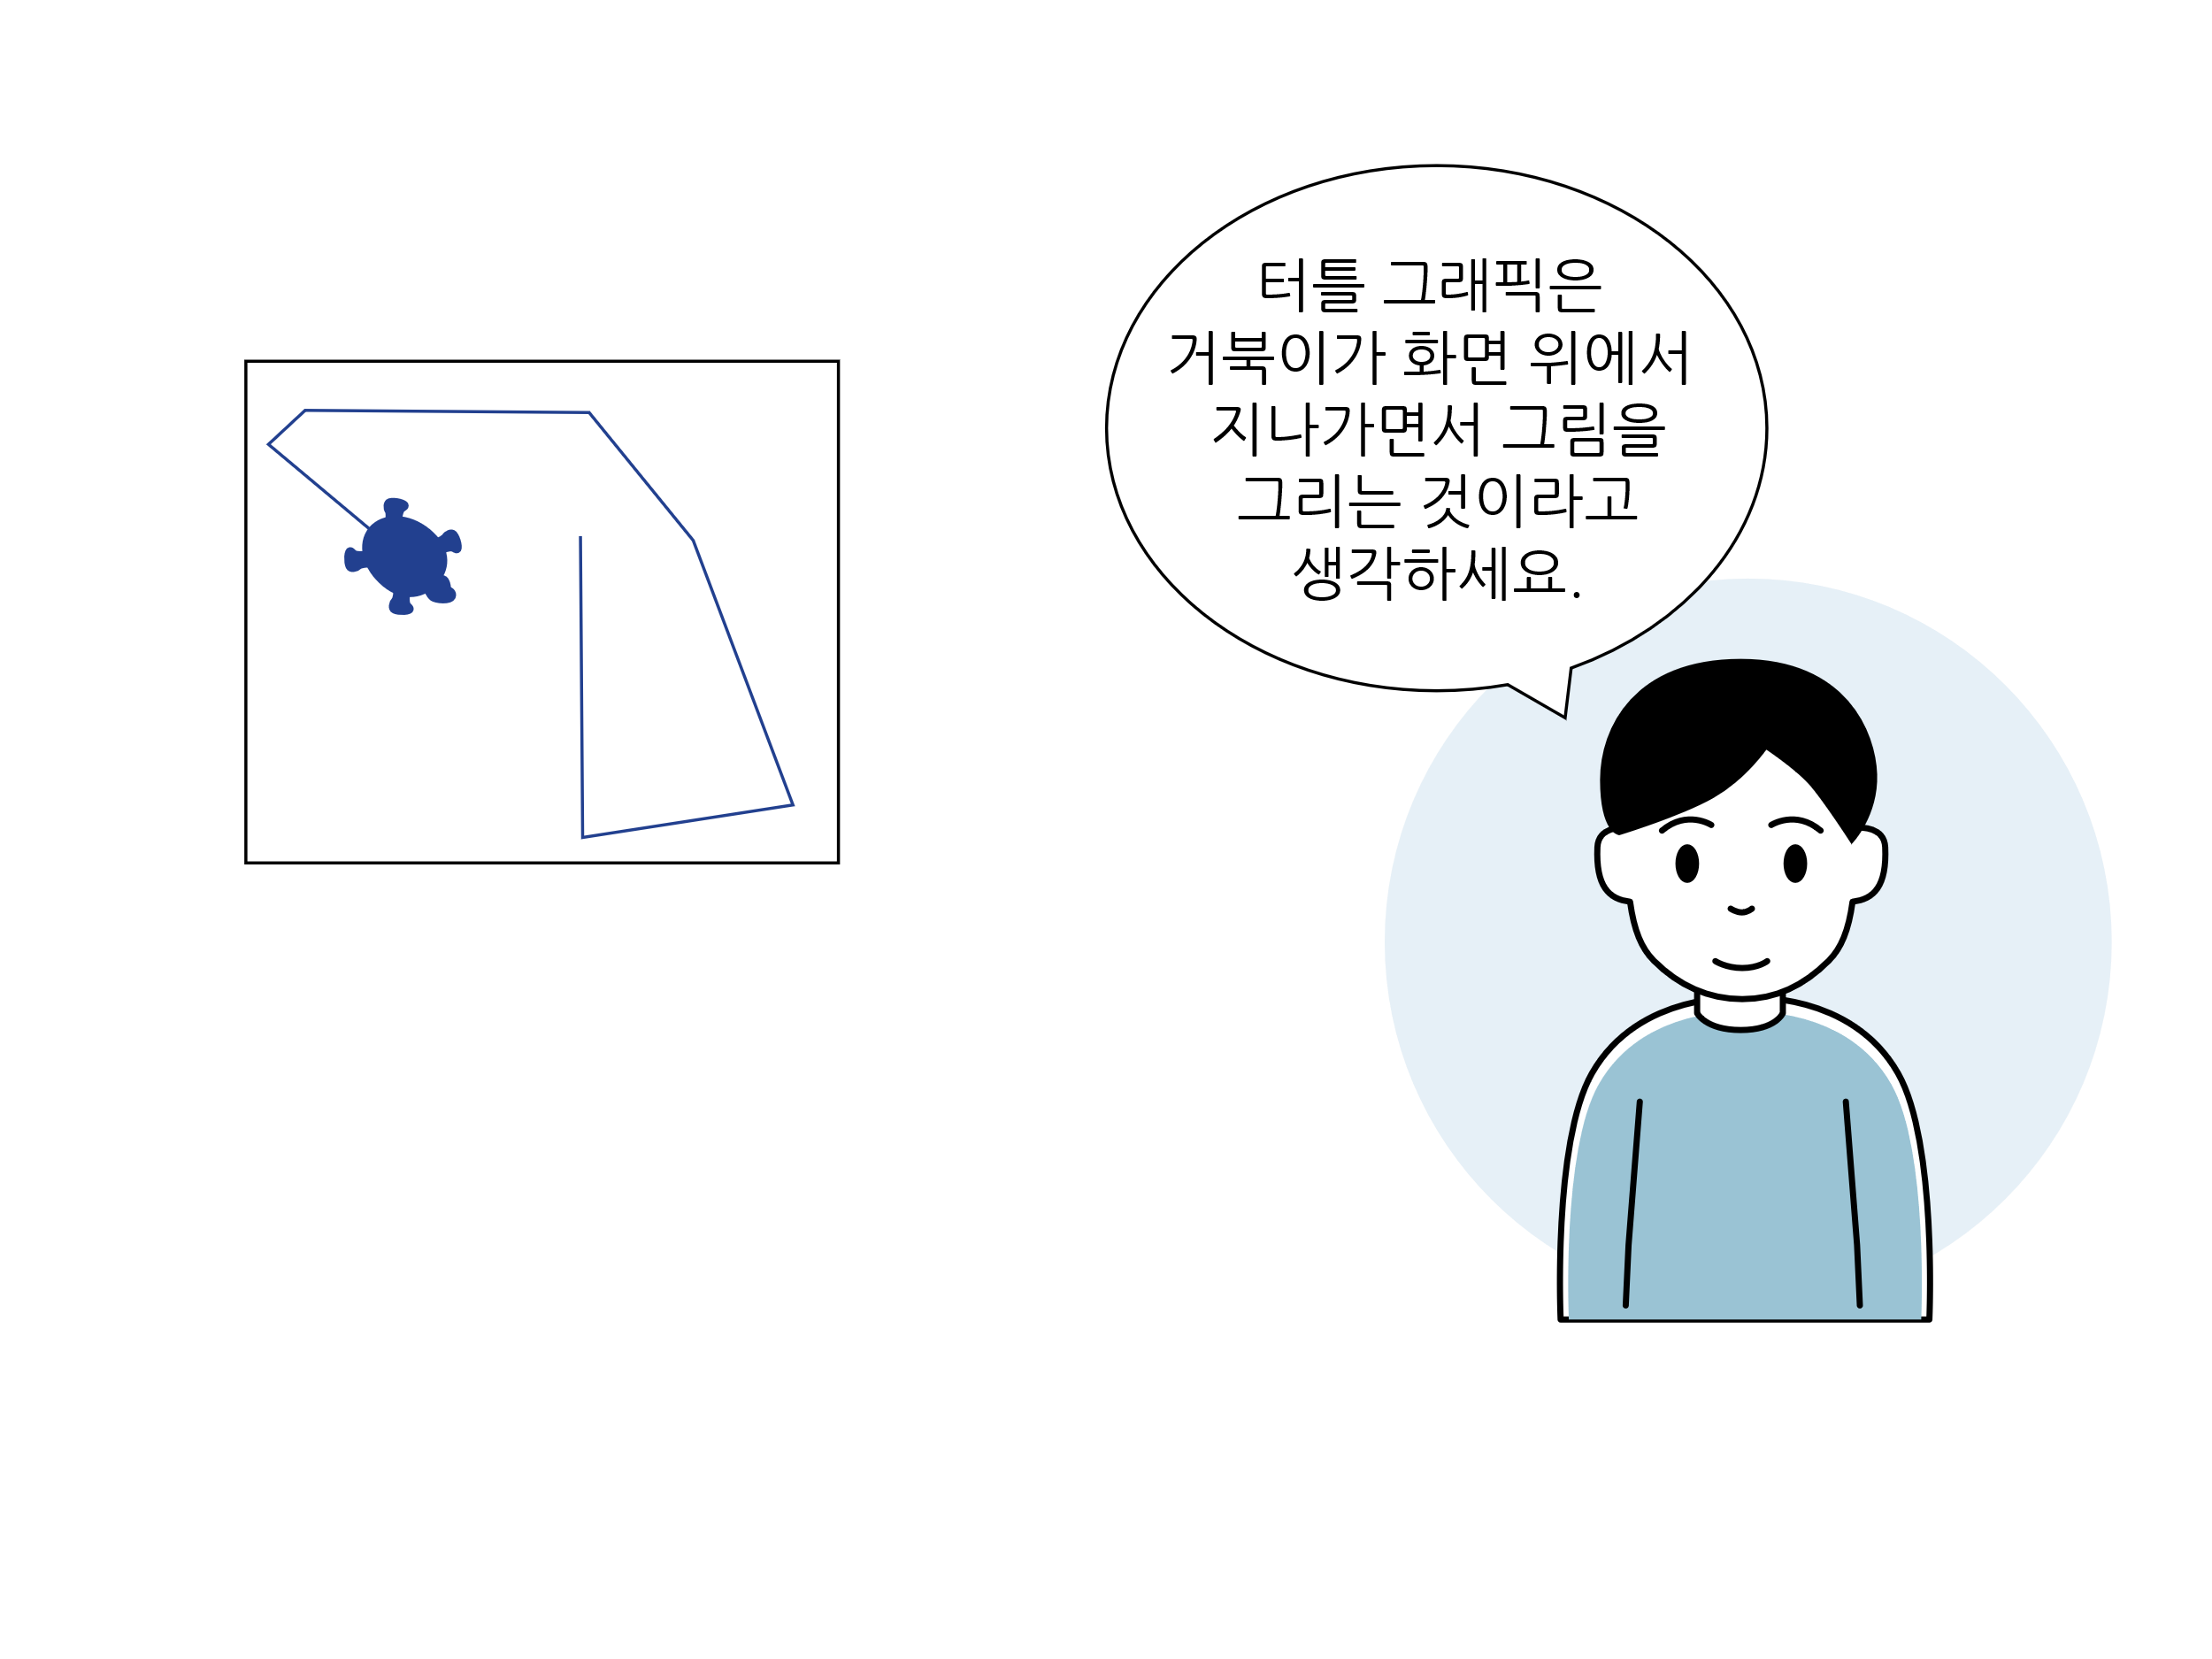 터틀 그래픽은
거북이가 화면 위에서
지나가면서 그림을
그리는 것이라고
생각하세요.